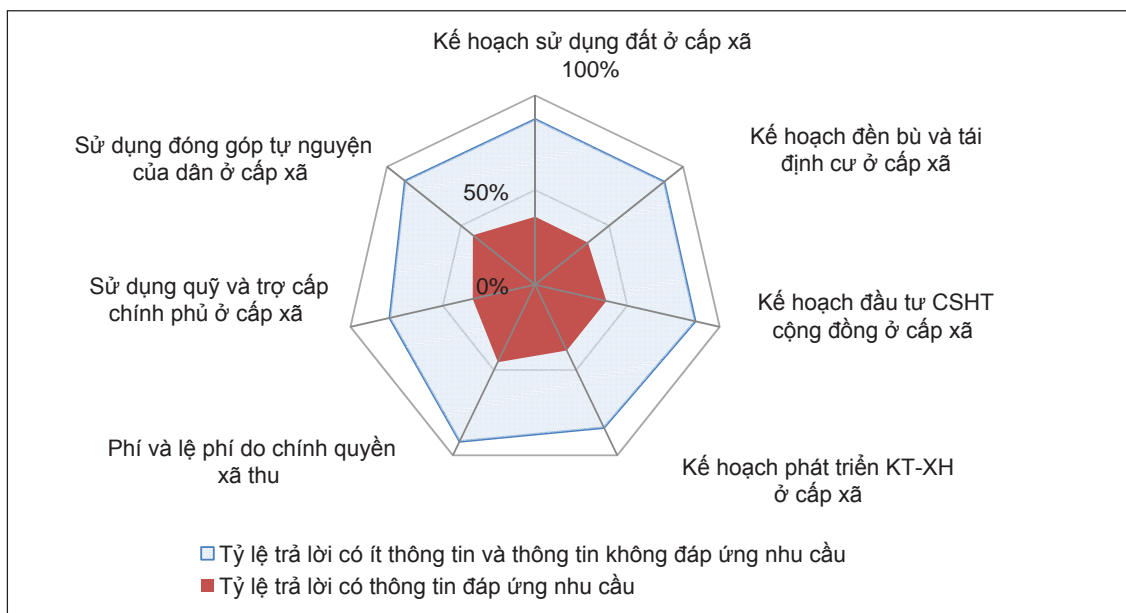 Kế hoạch sử dụng đất ở cấp xã
100%
Kế hoạch đền bù và tái
định cư ở cấp xã
Sử dụng đóng góp tự nguyện
của dân ở cấp xã
50%
Sử dụng quỹ và trợ cấp
chính phủ ở cấp xã
0%
Kế hoạch đầu tư CSHT
cộng đồng ở cấp xã
Phí và lệ phí do chính quyền
xã thu
Kế hoạch phát triển KT-XH
ở cấp xã
Tỷ lệ trả lời có ít thông tin và thông tin không đáp ứng nhu cầu
Tỷ lệ trả lời có thông tin đáp ứng nhu cầu